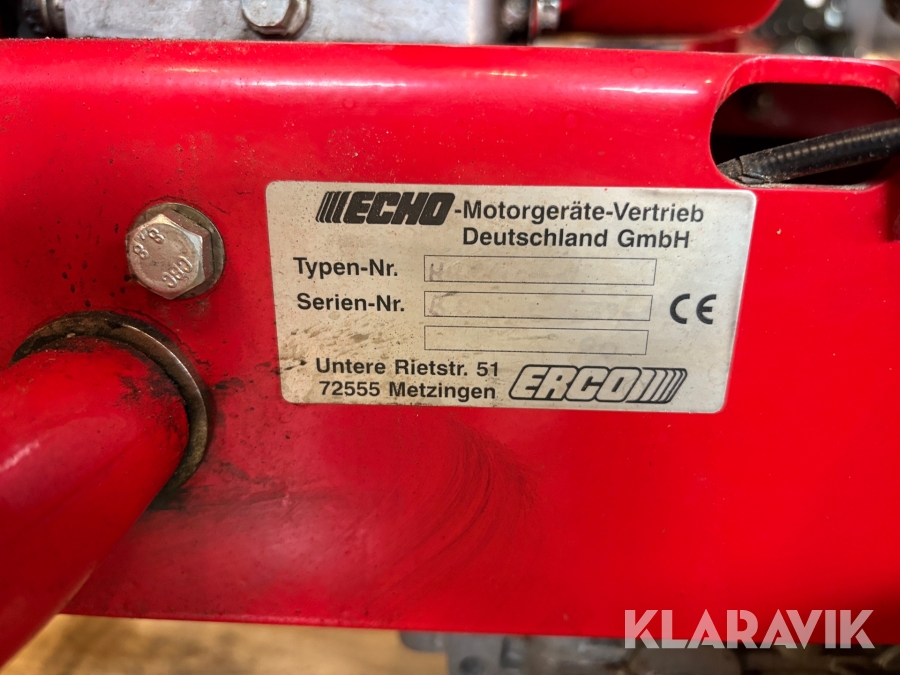 ECHO -Motorgeräte-Vertrieb
Deutschland GmbH
Typen-Nr.
Serien-Nr.
CE
Untere Rietstr. 51
72555 Metzingen ERCO
8.8
KLARAVIK